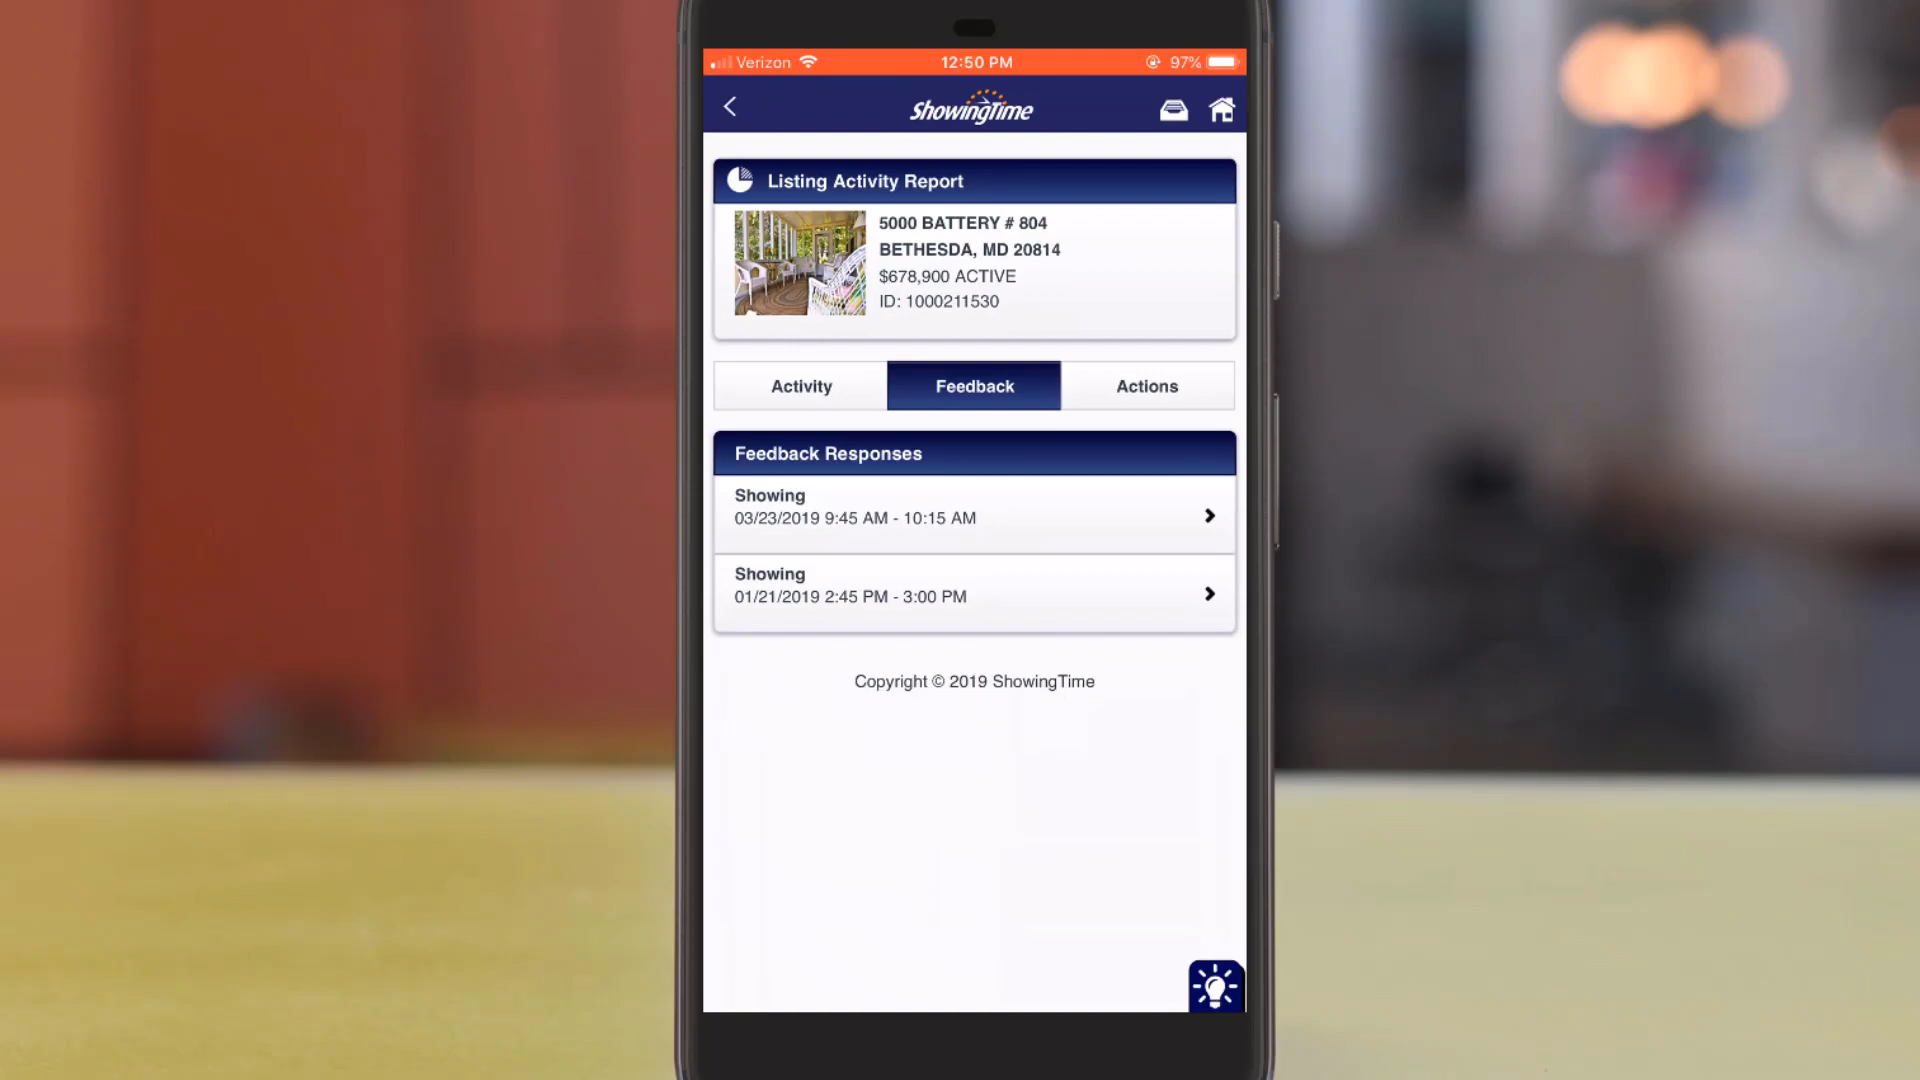 Verizon 12:50 PM 97%
ShowingTime
Listing Activity Report
5000 BATTERY # 804
BETHESDA, MD 20814
$678,900 ACTIVE
ID: 1000211530
Activity Feedback Actions
Feedback Responses
Showing
03/23/2019 9:45 AM - 10:15 AM
Showing
01/21/2019 2:45 PM - 3:00 PM
Copyright © 2019 ShowingTime